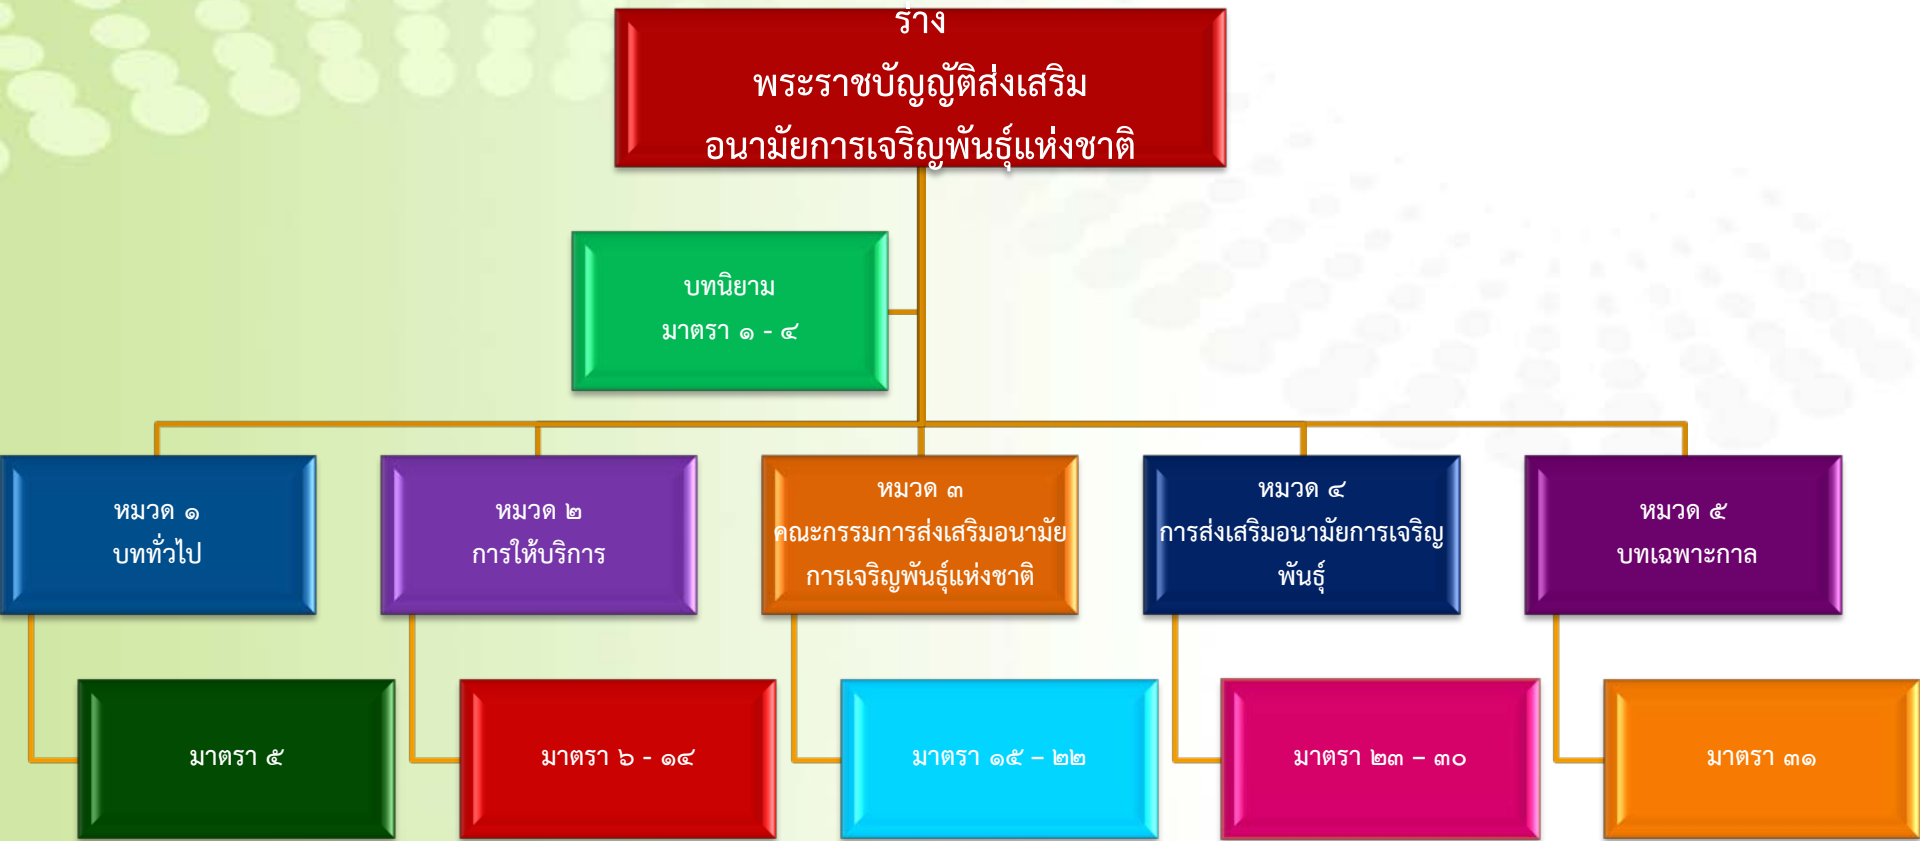 ร่าง
พระราชบัญญัติส่งเสริม
อนามัยการเจริญพันธุ์แห่งชาติ
บทนิยาม
มาตรา ๑ - ๔
หมวด ๑
บททั่วไป
หมวด ๒
การให้บริการ
หมวด ๓
คณะกรรมการส่งเสริมอนามัย
การเจริญพันธุ์แห่งชาติ
หมวด ๔
การส่งเสริมอนามัยการเจริญ
พันธุ์
หมวด ๕
บทเฉพาะกาล
มาตรา ๕
มาตรา ๖ - ๑๔
มาตรา ๑๕ – ๒๒
มาตรา ๒๓ – ๓๐
มาตรา ๓๑